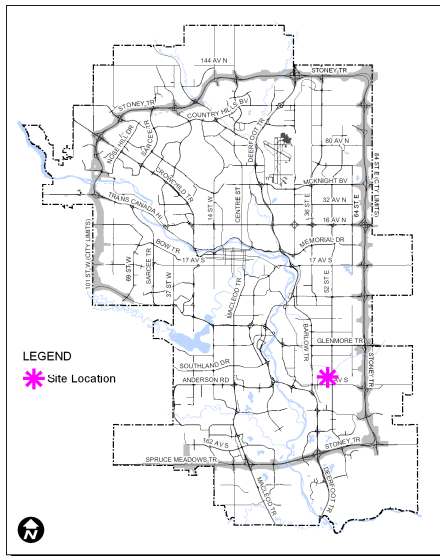 144 AV N
STONEY TR
STONEY TR
COUNTRY HILLS BV
SARCEE TR
NOSE HILL DR
DEERFOOT TR
80 AV N
CROWCHILD TR
MCKNIGHT BV
84 ST E (CITY LIMITS)
TRANS CANADA HI
14 ST W
CENTRE ST
36 ST E
32 AV N
64 ST E
16 AV N
BOW TR
MEMORIAL DR
17 AV S
17 AV S
101 ST W (CITY LIMITS)
69 ST W
SARCEE TR
37 ST W
MACLEOD TR
52 ST E
BARLOW TR
GLENMORE TR
LEGEND
Site Location
SOUTHLAND DR
ANDERSON RD
AV S
STONEY TR
162 AV S
STONEY TR
SPRUCE MEADOWS TR
MACLEOD TR
DEERFOOT TR
N